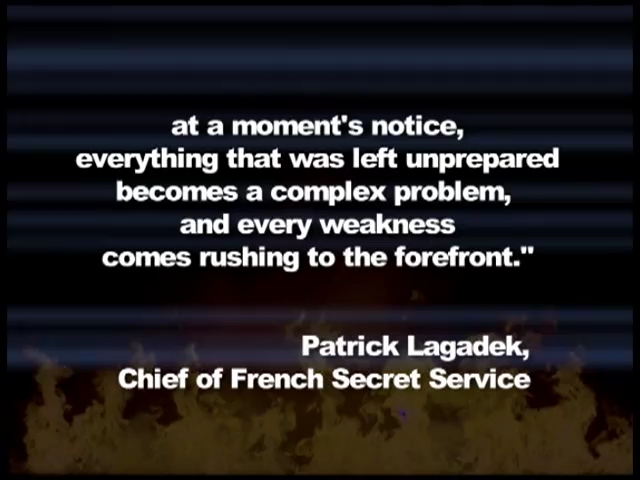 at a moment's notice,
everything that was left unprepared
becomes a complex problem,
and every weakness
comes rushing to the forefront."
Patrick Lagadek,
Chief of French Secret Service